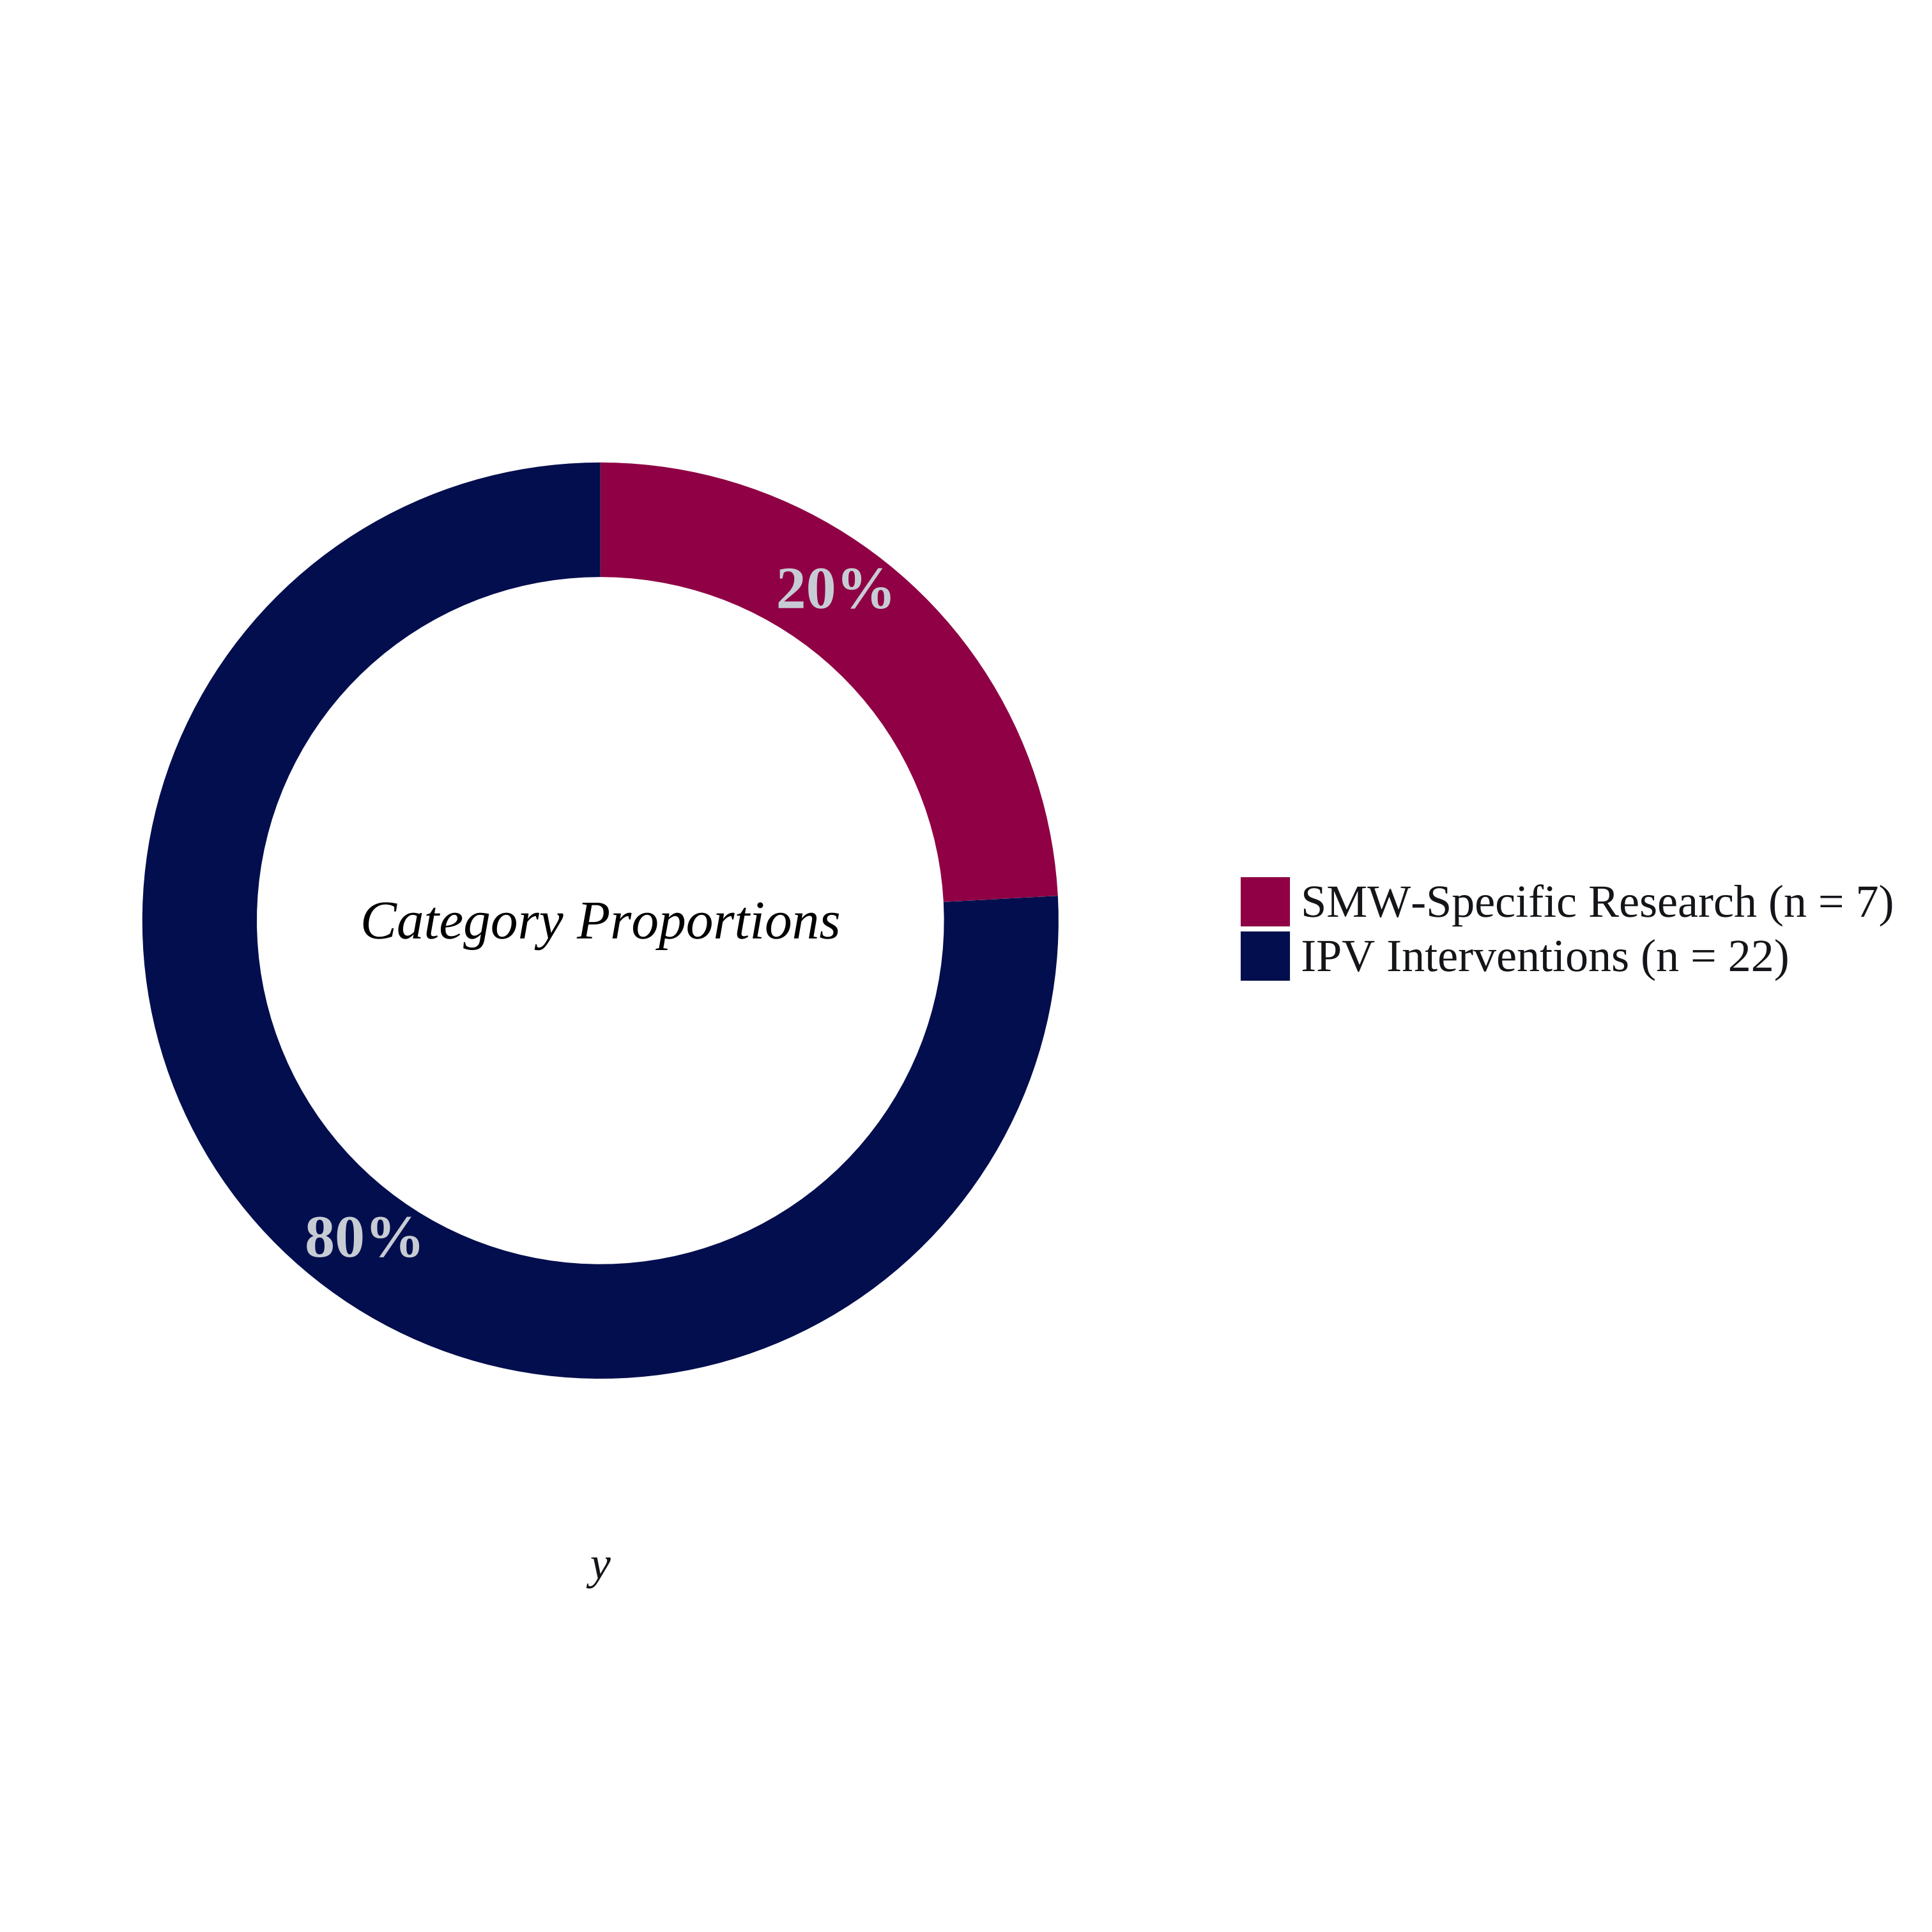 20%
Category Proportions
SMW-Specific Research (n = 7)
IPV Interventions (n = 22)
80%
y